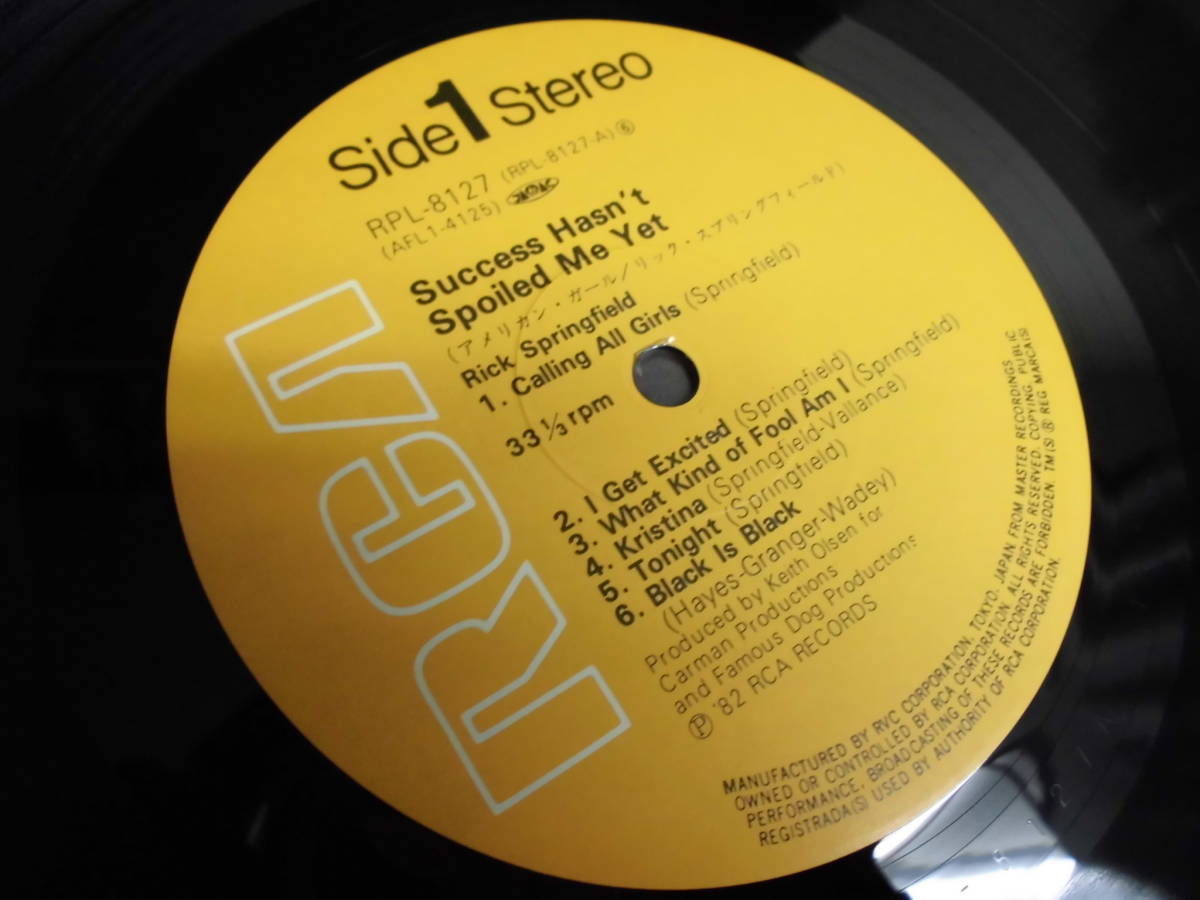 Side 1 Stereo
RPL-8127 (RPL-8127-A) ⑥
(AFL1-4125) JASRAC
Success Hasn't
Spoiled Me Yet
(アメリカン・ガール/リック・スプリングフィールド)
Rick Springfield
1. Calling All Girls (Springfield)
33 1/3 rpm
2. I Get Excited (Springfield)
3. What Kind of Fool Am I (Springfield)
4. Kristina (Springfield-Vallance)
5. Tonight (Springfield)
6. Black Is Black
(Hayes-Granger-Wadey)
Produced by Keith Olsen for
Carman Productions
and Famous Dog Productions
Ⓟ '82 RCA RECORDS
RCA
MANUFACTURED BY RVC CORPORATION, TOKYO, JAPAN FROM MASTER RECORDINGS
OWNED OR CONTROLLED BY RCA CORPORATION. ALL RIGHTS RESERVED. COPYING, PUBLIC
PERFORMANCE, BROADCASTING OF THESE RECORDS ARE FORBIDDEN. TM(S) ® REG MARCA(S)
REGISTRADA(S) USED BY AUTHORITY OF RCA CORPORATION.